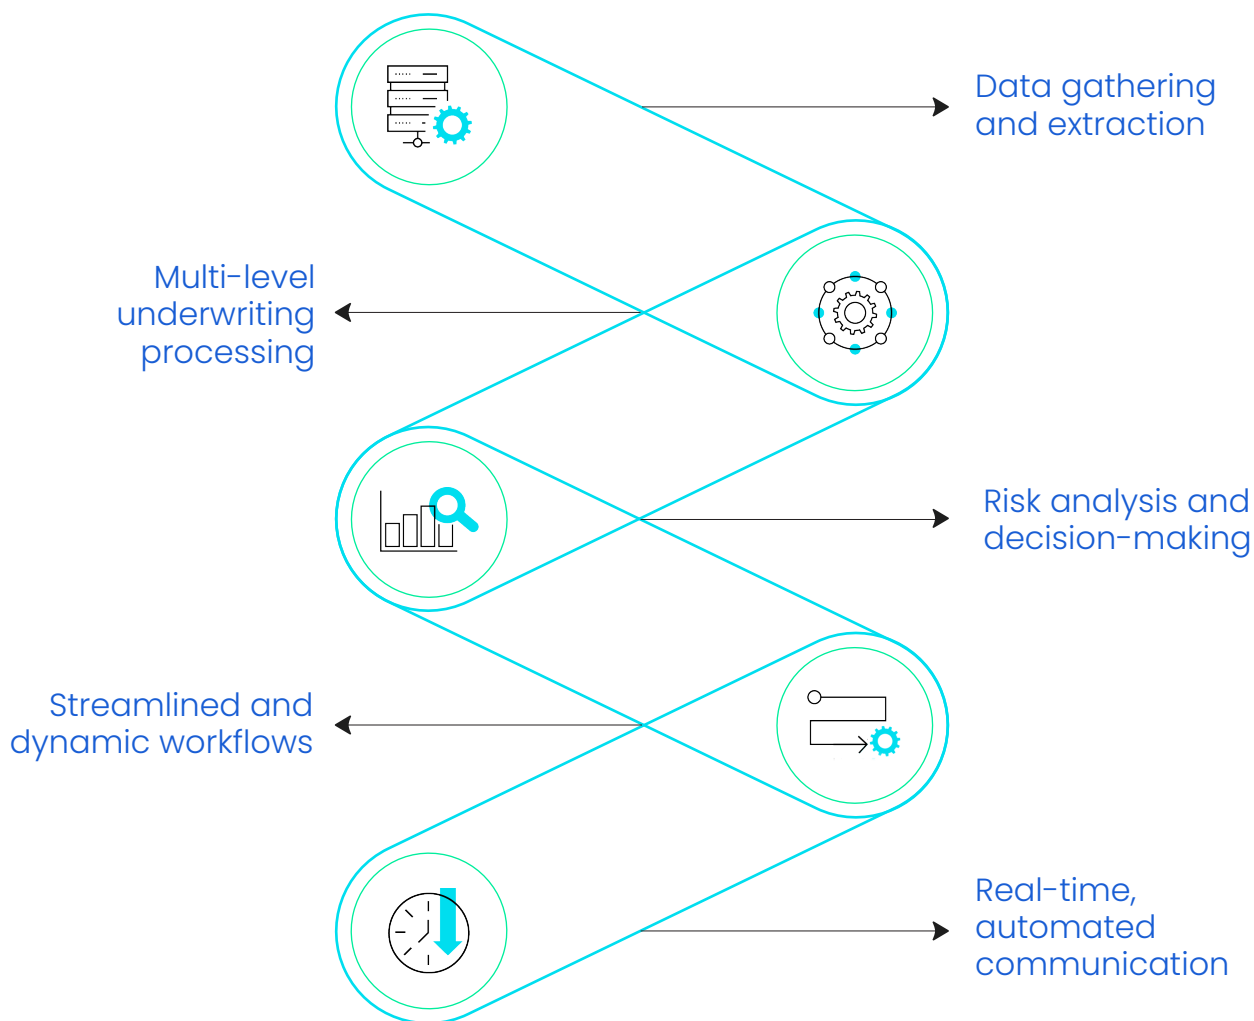 Data gathering
and extraction
Multi-level
underwriting
processing
Risk analysis and
decision-making
Streamlined and
dynamic workflows
Real-time,
automated
communication